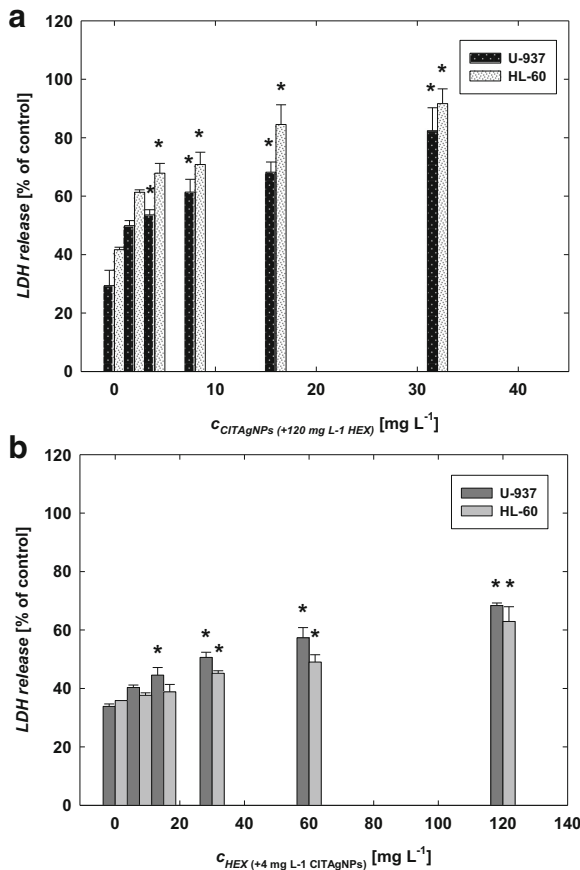 a
120
100
80
60
40
20
0
LDH release [% of control]
U-937
HL-60
* * * * * * * *
0 10 20 30 40
cCITAgNPs (+120 mg L-1 HEX) [mg L-1]
b
120
100
80
60
40
20
0
LDH release [% of control]
U-937
HL-60
* * * * * * *
0 20 40 60 80 100 120 140
cHEX (+4 mg L-1 CITAgNPs) [mg L-1]